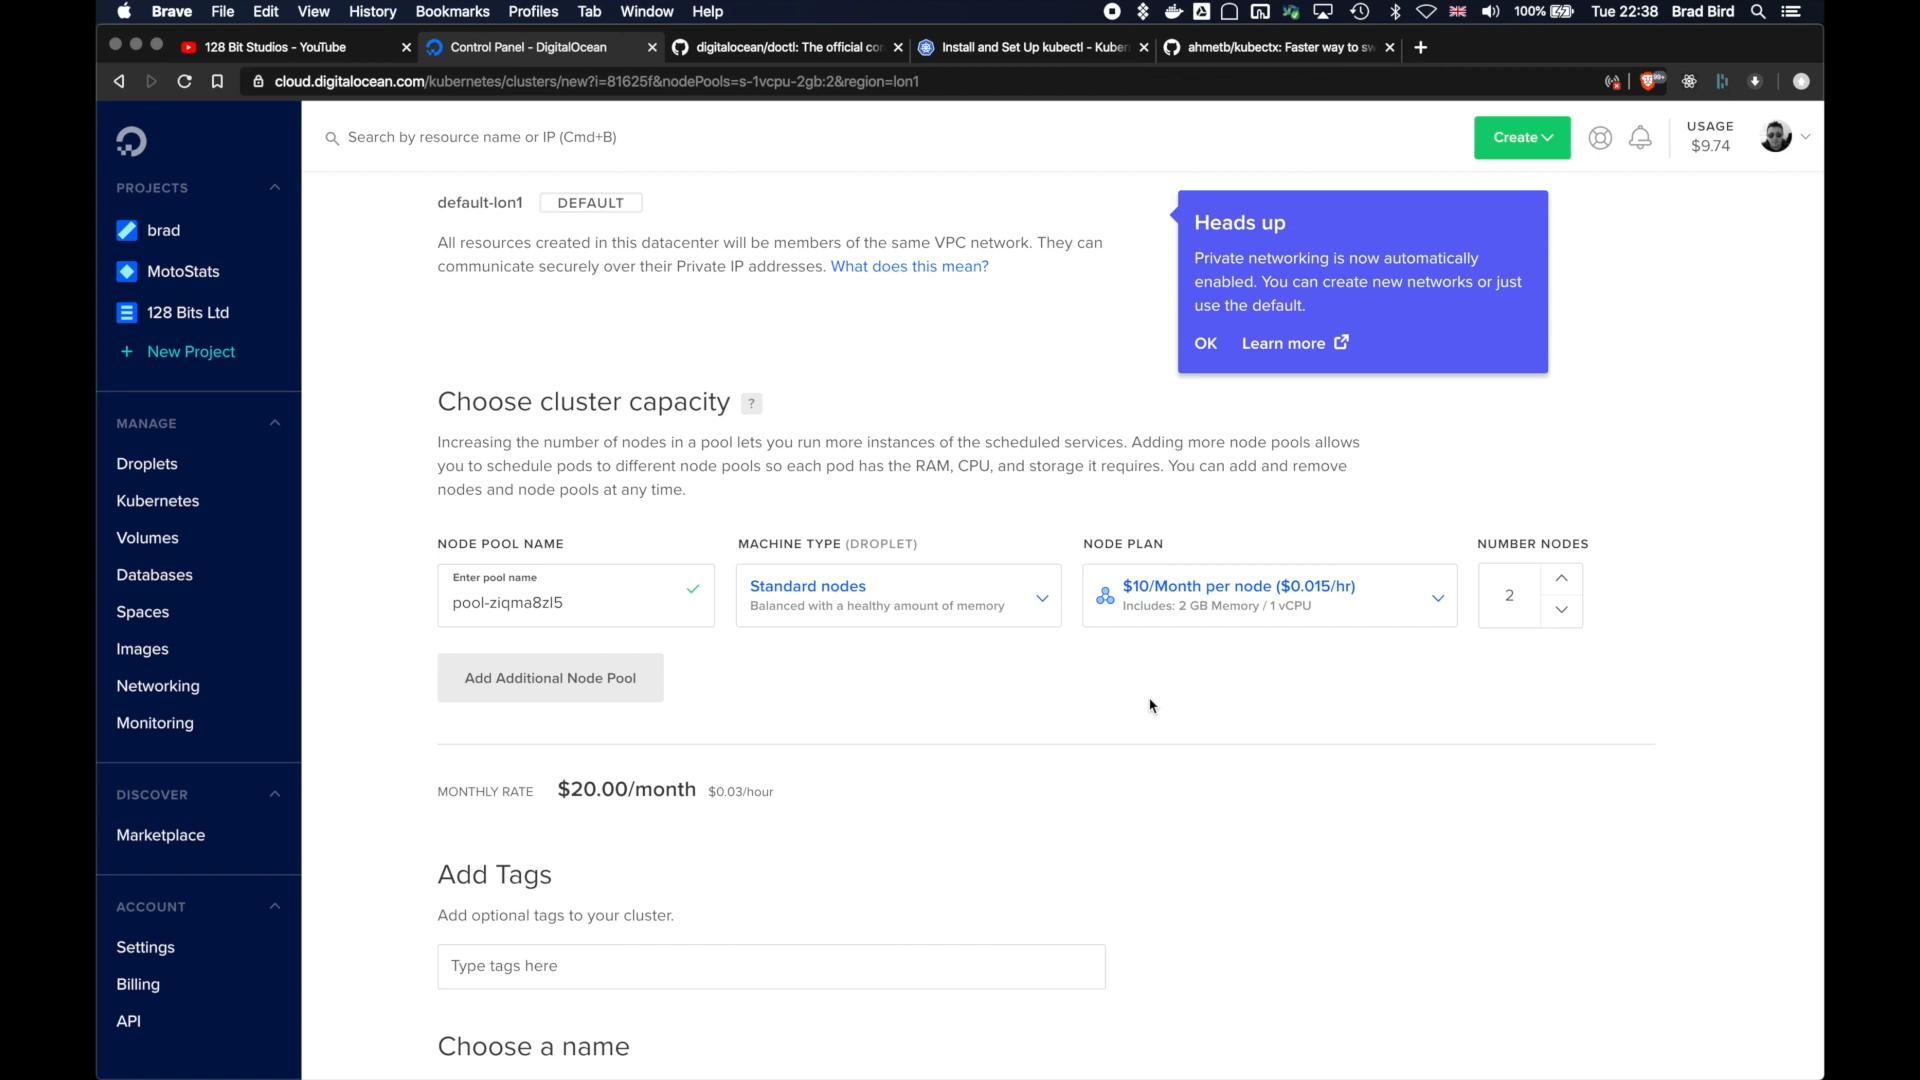 Brave File Edit View History Bookmarks Profiles Tab Window Help 100% Tue 22:38 Brad Bird
128 Bit Studios - YouTube
Control Panel - DigitalOcean
digitalocean/doctl: The official co
Install and Set Up kubectl - Kuber
ahmetb/kubectx: Faster way to sw
cloud.digitalocean.com/kubernetes/clusters/new?i=81625f&nodePools=s-1vcpu-2gb:2&region=lon1
99+
Search by resource name or IP (Cmd+B)
Create
USAGE
$9.74
PROJECTS
brad
MotoStats
128 Bits Ltd
+ New Project
MANAGE
Droplets
Kubernetes
Volumes
Databases
Spaces
Images
Networking
Monitoring
DISCOVER
Marketplace
ACCOUNT
Settings
Billing
API
default-lon1 DEFAULT
All resources created in this datacenter will be members of the same VPC network. They can
communicate securely over their Private IP addresses. What does this mean?
Heads up
Private networking is now automatically
enabled. You can create new networks or just
use the default.
OK Learn more
Choose cluster capacity ?
Increasing the number of nodes in a pool lets you run more instances of the scheduled services. Adding more node pools allows
you to schedule pods to different node pools so each pod has the RAM, CPU, and storage it requires. You can add and remove
nodes and node pools at any time.
NODE POOL NAME
Enter pool name
pool-ziqma8zl5
MACHINE TYPE (DROPLET)
Standard nodes
Balanced with a healthy amount of memory
NODE PLAN
$10/Month per node ($0.015/hr)
Includes: 2 GB Memory / 1 vCPU
NUMBER NODES
2
Add Additional Node Pool
MONTHLY RATE $20.00/month $0.03/hour
Add Tags
Add optional tags to your cluster.
Type tags here
Choose a name